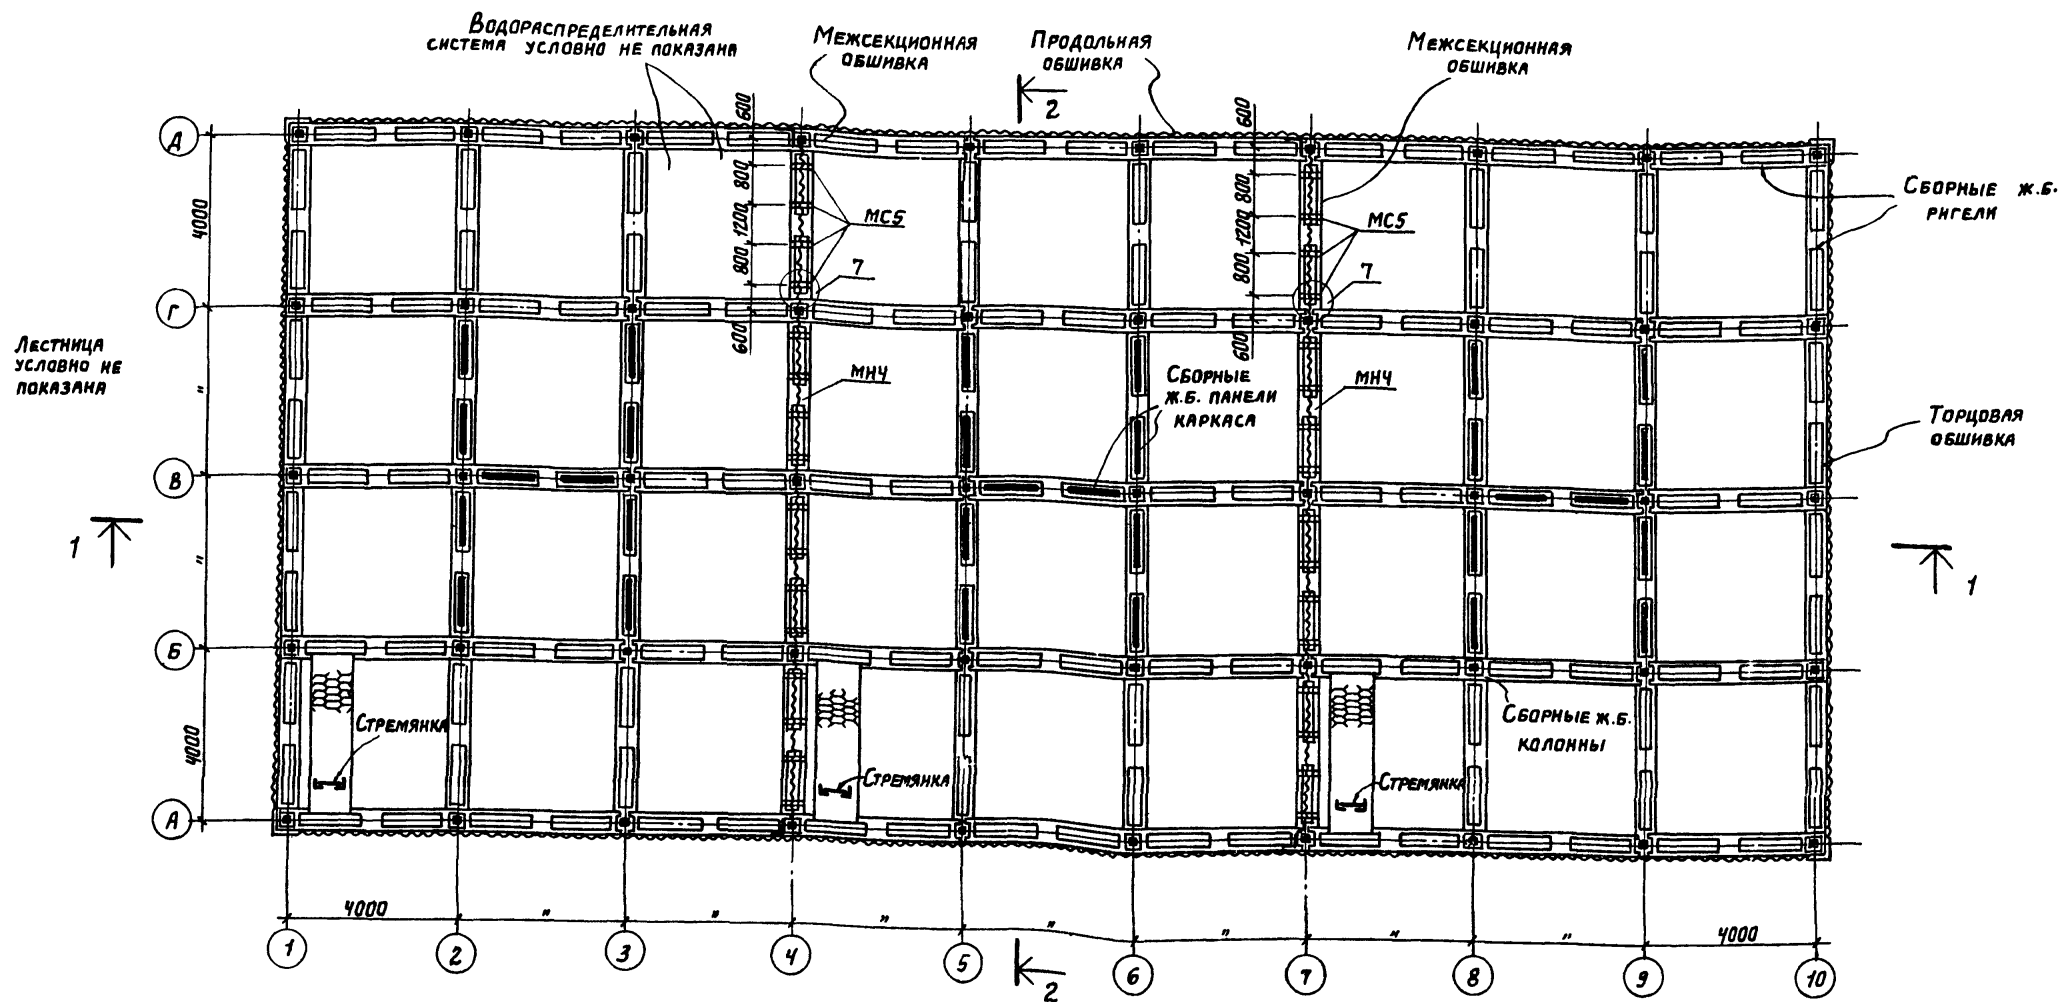 Водораспределительная
система условно не показана
Межсекционная
обшивка
Продольная
обшивка
Межсекционная
обшивка
2
Д
600
800
1200
800
600
МС5
7
600
800
1200
800
600
МС5
7
Сборные ж.б.
ригели
4000
Г
Лестница
условно не
показана
"
МН4
Сборные
ж.б. панели
каркаса
МН4
Торцовая
обшивка
В
1
"
1
Б
Стремянка
Стремянка
Стремянка
Сборные ж.б.
колонны
4000
А
4000
"
"
"
"
"
"
"
4000
1
2
3
4
5
6
7
8
9
10
2